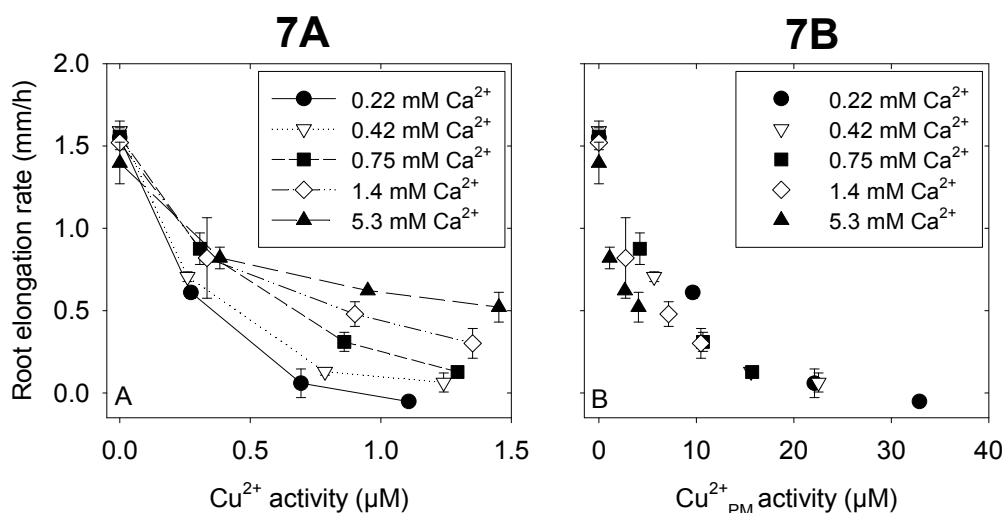 7A
7B
Root elongation rate (mm/h)
2.0
1.5
1.0
0.5
0.0
0.22 mM Ca²⁺
0.42 mM Ca²⁺
0.75 mM Ca²⁺
1.4 mM Ca²⁺
5.3 mM Ca²⁺
A
0.0 0.5 1.0 1.5
Cu²⁺ activity (µM)
0.22 mM Ca²⁺
0.42 mM Ca²⁺
0.75 mM Ca²⁺
1.4 mM Ca²⁺
5.3 mM Ca²⁺
B
0 10 20 30 40
Cu²⁺PM activity (µM)